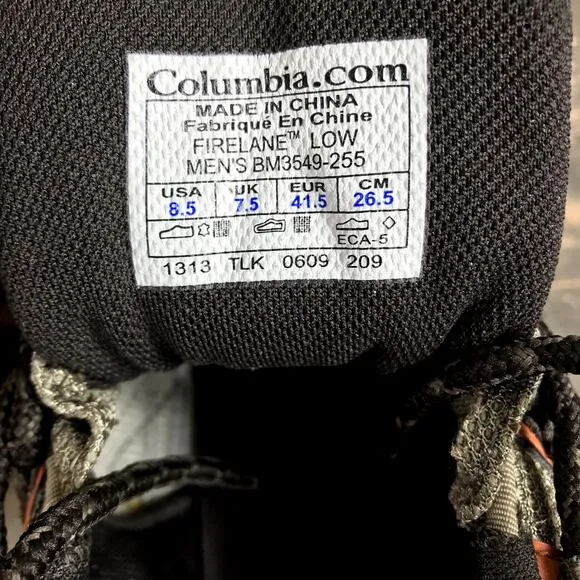 Columbia.com
MADE IN CHINA
Fabriqué En Chine
FIRELANE™ LOW
MEN'S BM3549-255
USA UK EUR CM
8.5 7.5 41.5 26.5
ECA-5
1313 TLK 0609 209